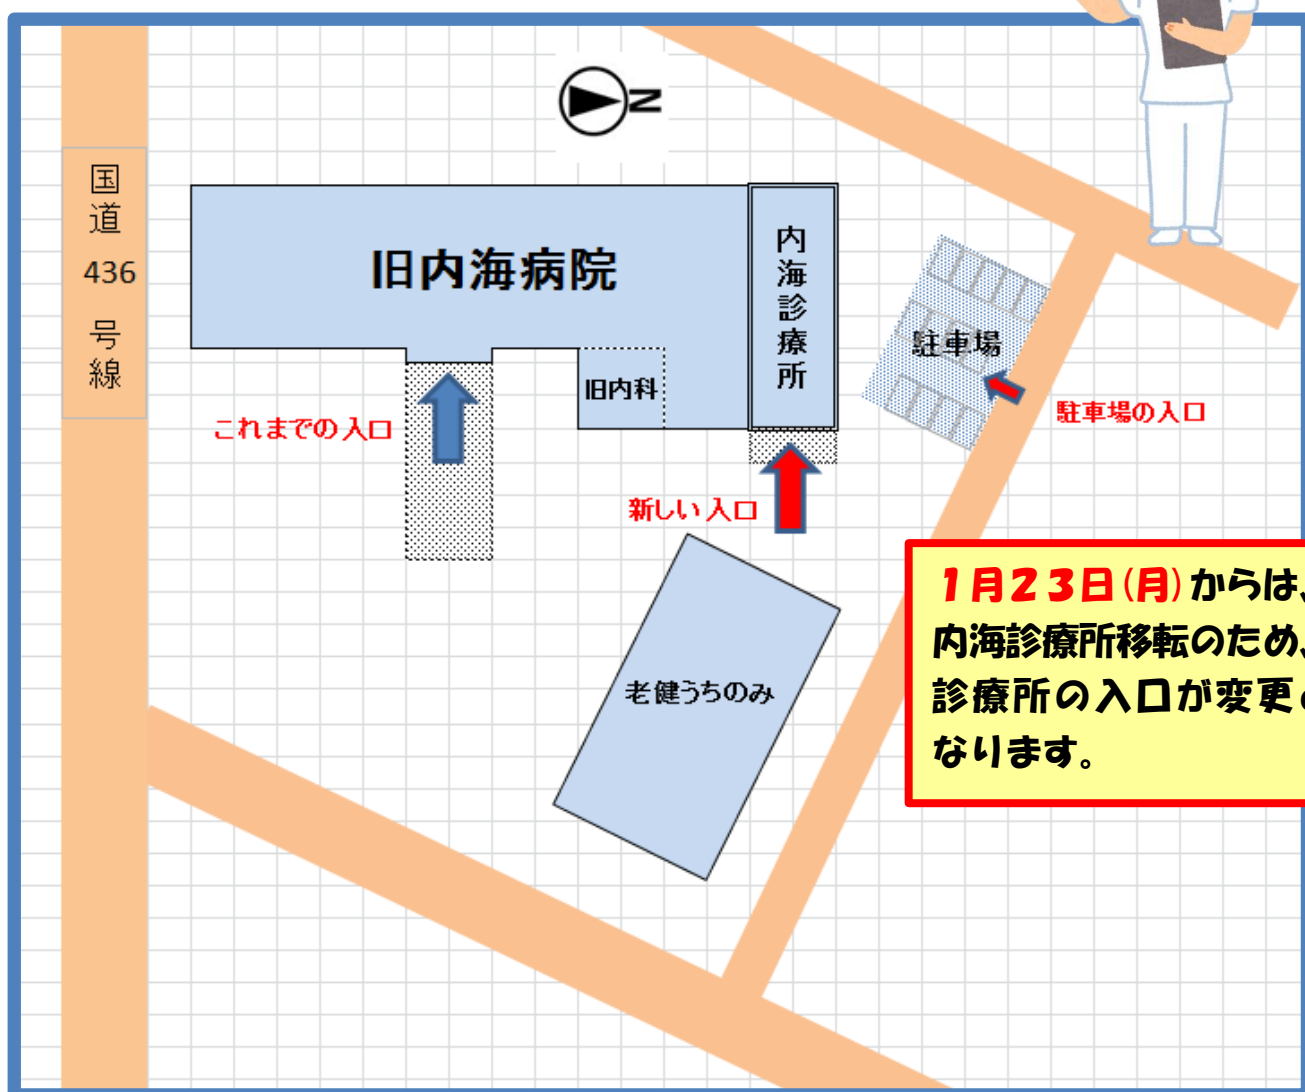 N
国道436号線
旧内海病院
内海診療所
旧内科
駐車場
駐車場の入口
これまでの入口
新しい入口
老健うちのみ
１月２３日(月)からは、
内海診療所移転のため、
診療所の入口が変更と
なります。